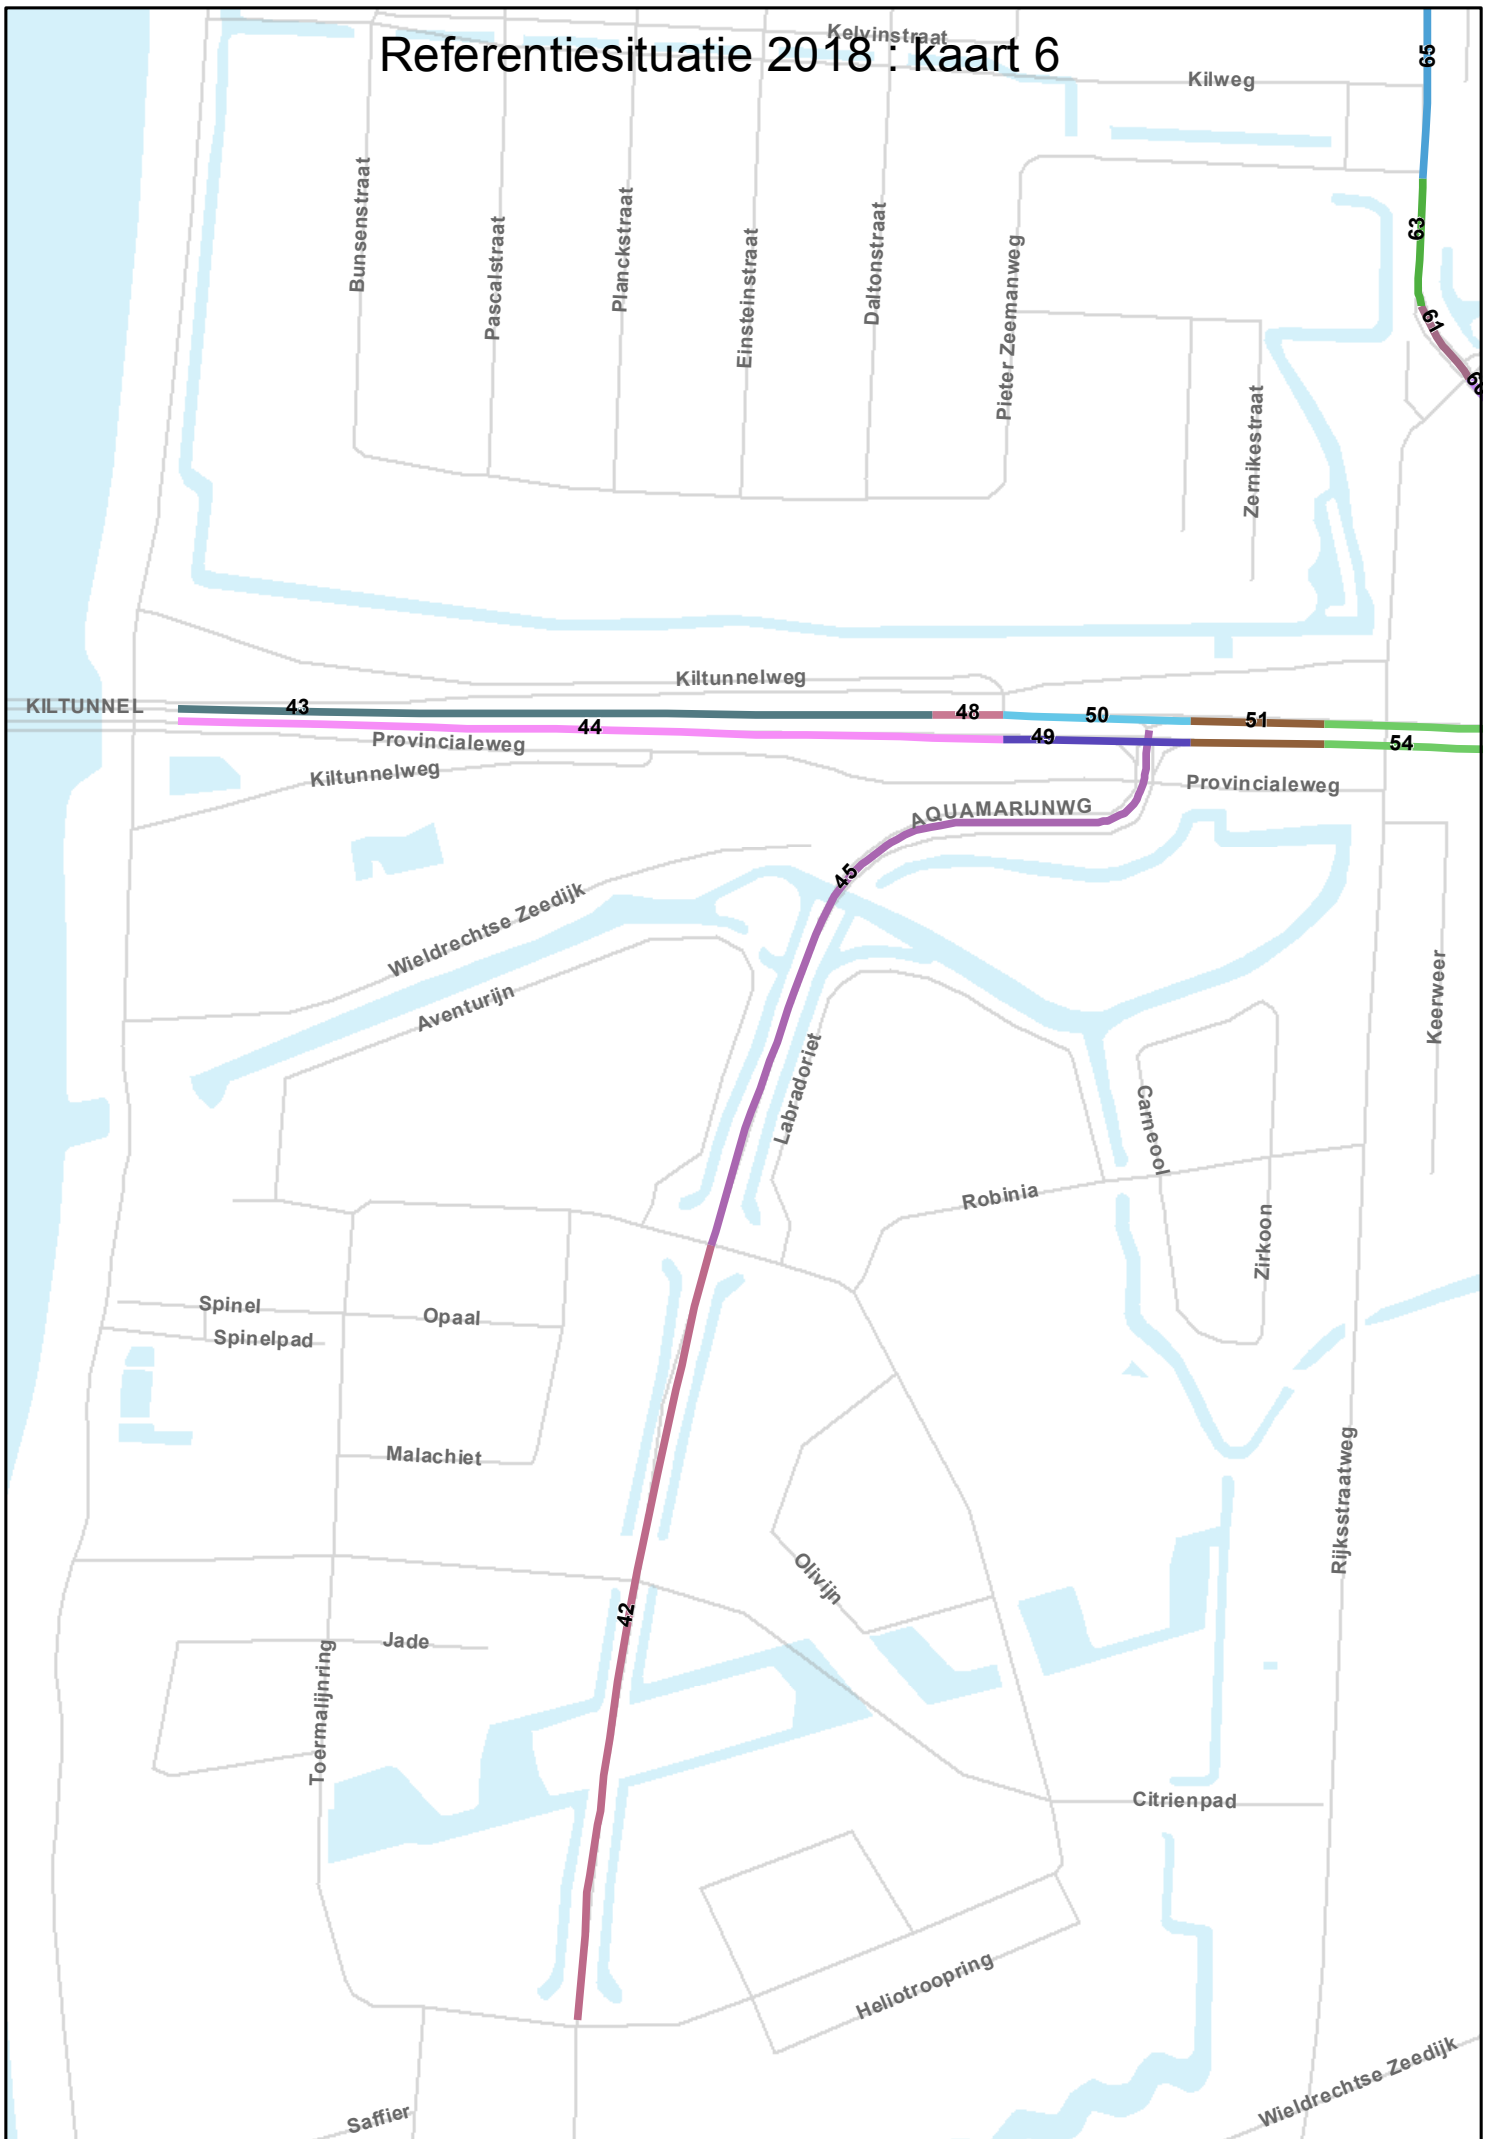 Referentiesituatie 2018 : kaart 6
Kelvinstraat
Kilweg
65
Bunsenstraat
Pascalstraat
Planckstraat
Einsteinstraat
Daltonstraat
Pieter Zeemanweg
Zernikestraat
63
61
Kiltunnelweg
KILTUNNEL
43
44
48
50
51
49
54
Provincialeweg
Kiltunnelweg
Provincialeweg
AQUAMARIJNWG
45
Wieldrechtse Zeedijk
Aventurijn
Labradoriet
Keerweer
Carneool
Robinia
Zirkoon
Spinel
Opaal
Spinelpad
Malachiet
Rijksstraatweg
Olivijn
42
Jade
Toermalijnring
Citrienpad
Heliotroopring
Saffier
Wieldrechtse Zeedijk